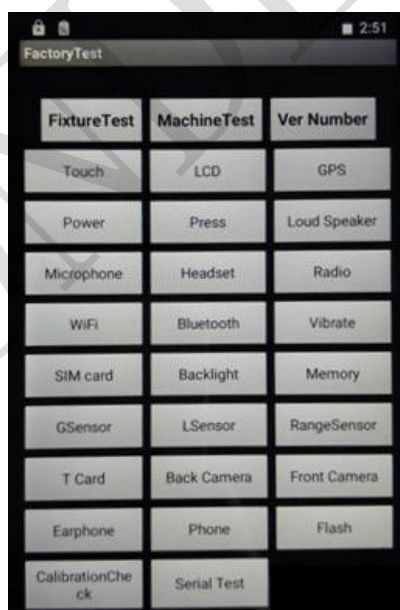 2:51
FactoryTest
FixtureTest MachineTest Ver Number
Touch LCD GPS
Power Press Loud Speaker
Microphone Headset Radio
WiFi Bluetooth Vibrate
SIM card Backlight Memory
GSensor LSensor RangeSensor
T Card Back Camera Front Camera
Earphone Phone Flash
CalibrationChe
ck
Serial Test